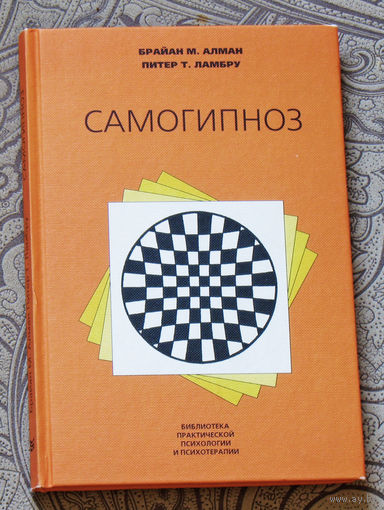 БРАЙАН М. АЛМАН
ПИТЕР Т. ЛАМБРУ
САМОГИПНОЗ
БИБЛИОТЕКА
ПРАКТИЧЕСКОЙ
ПСИХОЛОГИИ
И ПСИХОТЕРАПИИ